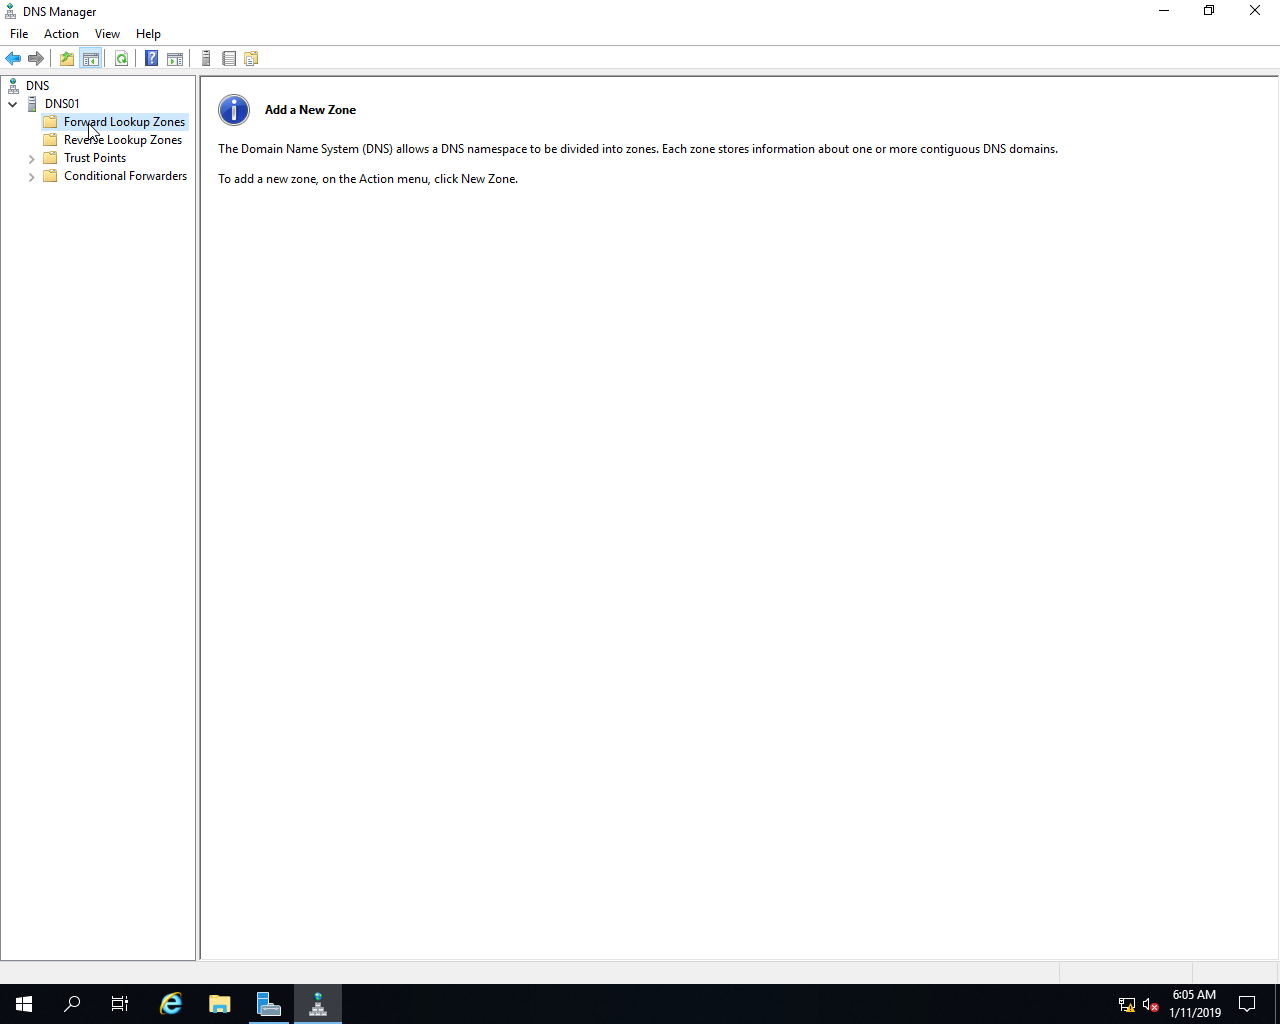 DNS Manager
File Action View Help
DNS
DNS01
Forward Lookup Zones
Reverse Lookup Zones
Trust Points
Conditional Forwarders
Add a New Zone
The Domain Name System (DNS) allows a DNS namespace to be divided into zones. Each zone stores information about one or more contiguous DNS domains.
To add a new zone, on the Action menu, click New Zone.
6:05 AM
1/11/2019